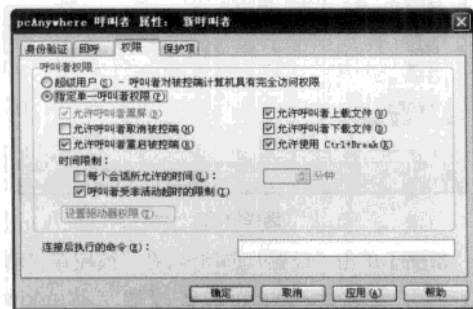 pcAnywhere 呼叫者 属性: 新呼叫者
身份验证 回呼 权限 保护项
呼叫者权限
超级用户(S) - 呼叫者对被控端计算机具有完全访问权限
指定单一呼叫者权限(P)
允许呼叫者黑屏(B) 允许呼叫者上载文件(U)
允许呼叫者取消被控端(H) 允许呼叫者下载文件(D)
允许呼叫者重启被控端(R) 允许使用 Ctrl+Break(K)
时间限制:
每个会话所允许的时间(L): 分钟
呼叫者受非活动超时的限制(T)
设置驱动器权限(V)...
连接后执行的命令(X):
确定 取消 应用(A) 帮助